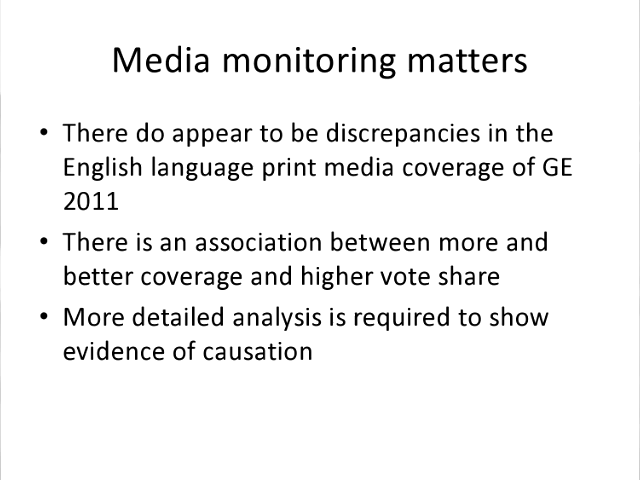 Media monitoring matters
• There do appear to be discrepancies in the
English language print media coverage of GE
2011
• There is an association between more and
better coverage and higher vote share
• More detailed analysis is required to show
evidence of causation